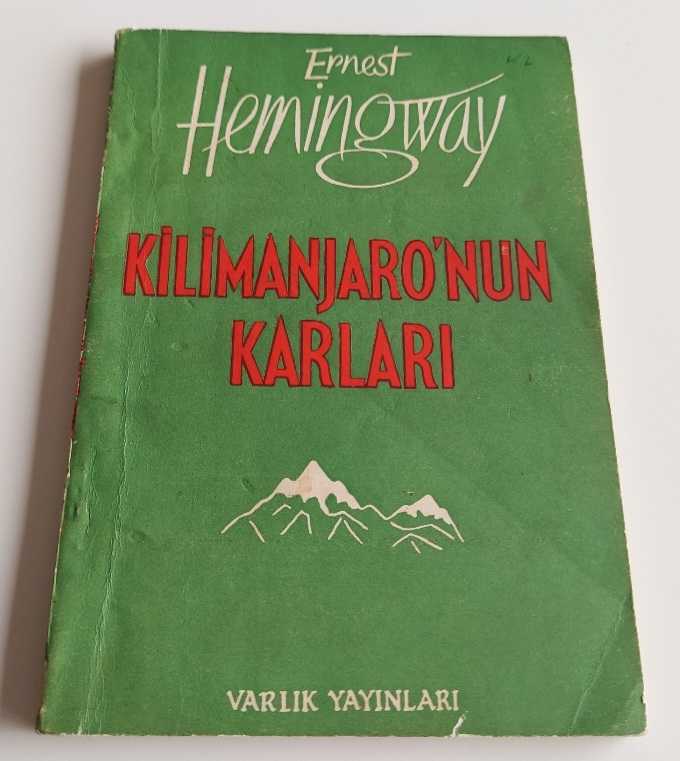 Ernest
Hemingway
KİLİMANJARO'NUN
KARLARI
VARLIK YAYINLARI